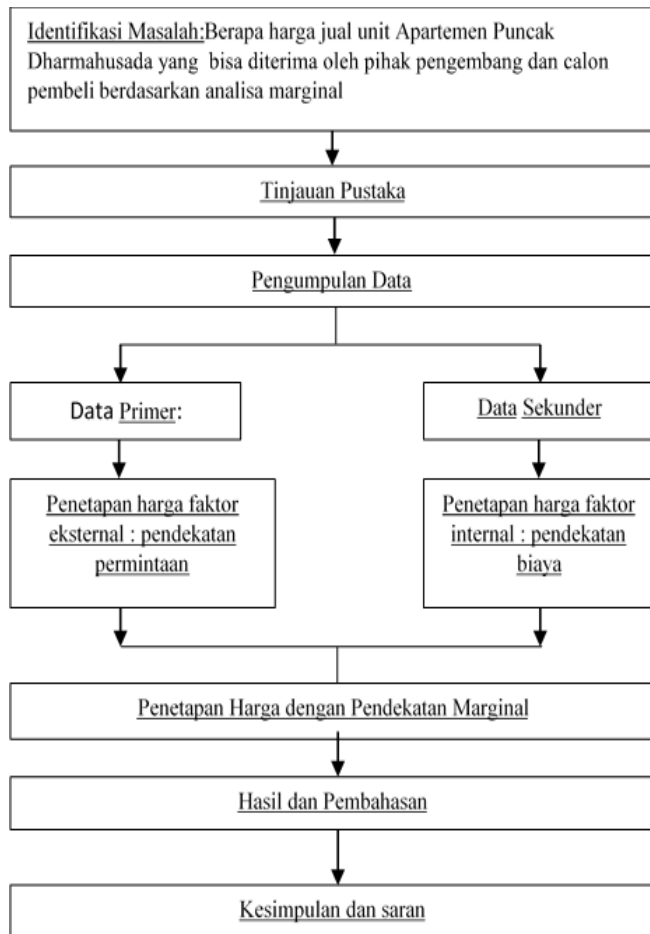 Identifikasi Masalah:Berapa harga jual unit Apartemen Puncak
Dharmahusada yang bisa diterima oleh pihak pengembang dan calon
pembeli berdasarkan analisa marginal
Tinjauan Pustaka
Pengumpulan Data
Data Primer:
Data Sekunder
Penetapan harga faktor
eksternal : pendekatan
permintaan
Penetapan harga faktor
internal : pendekatan
biaya
Penetapan Harga dengan Pendekatan Marginal
Hasil dan Pembahasan
Kesimpulan dan saran